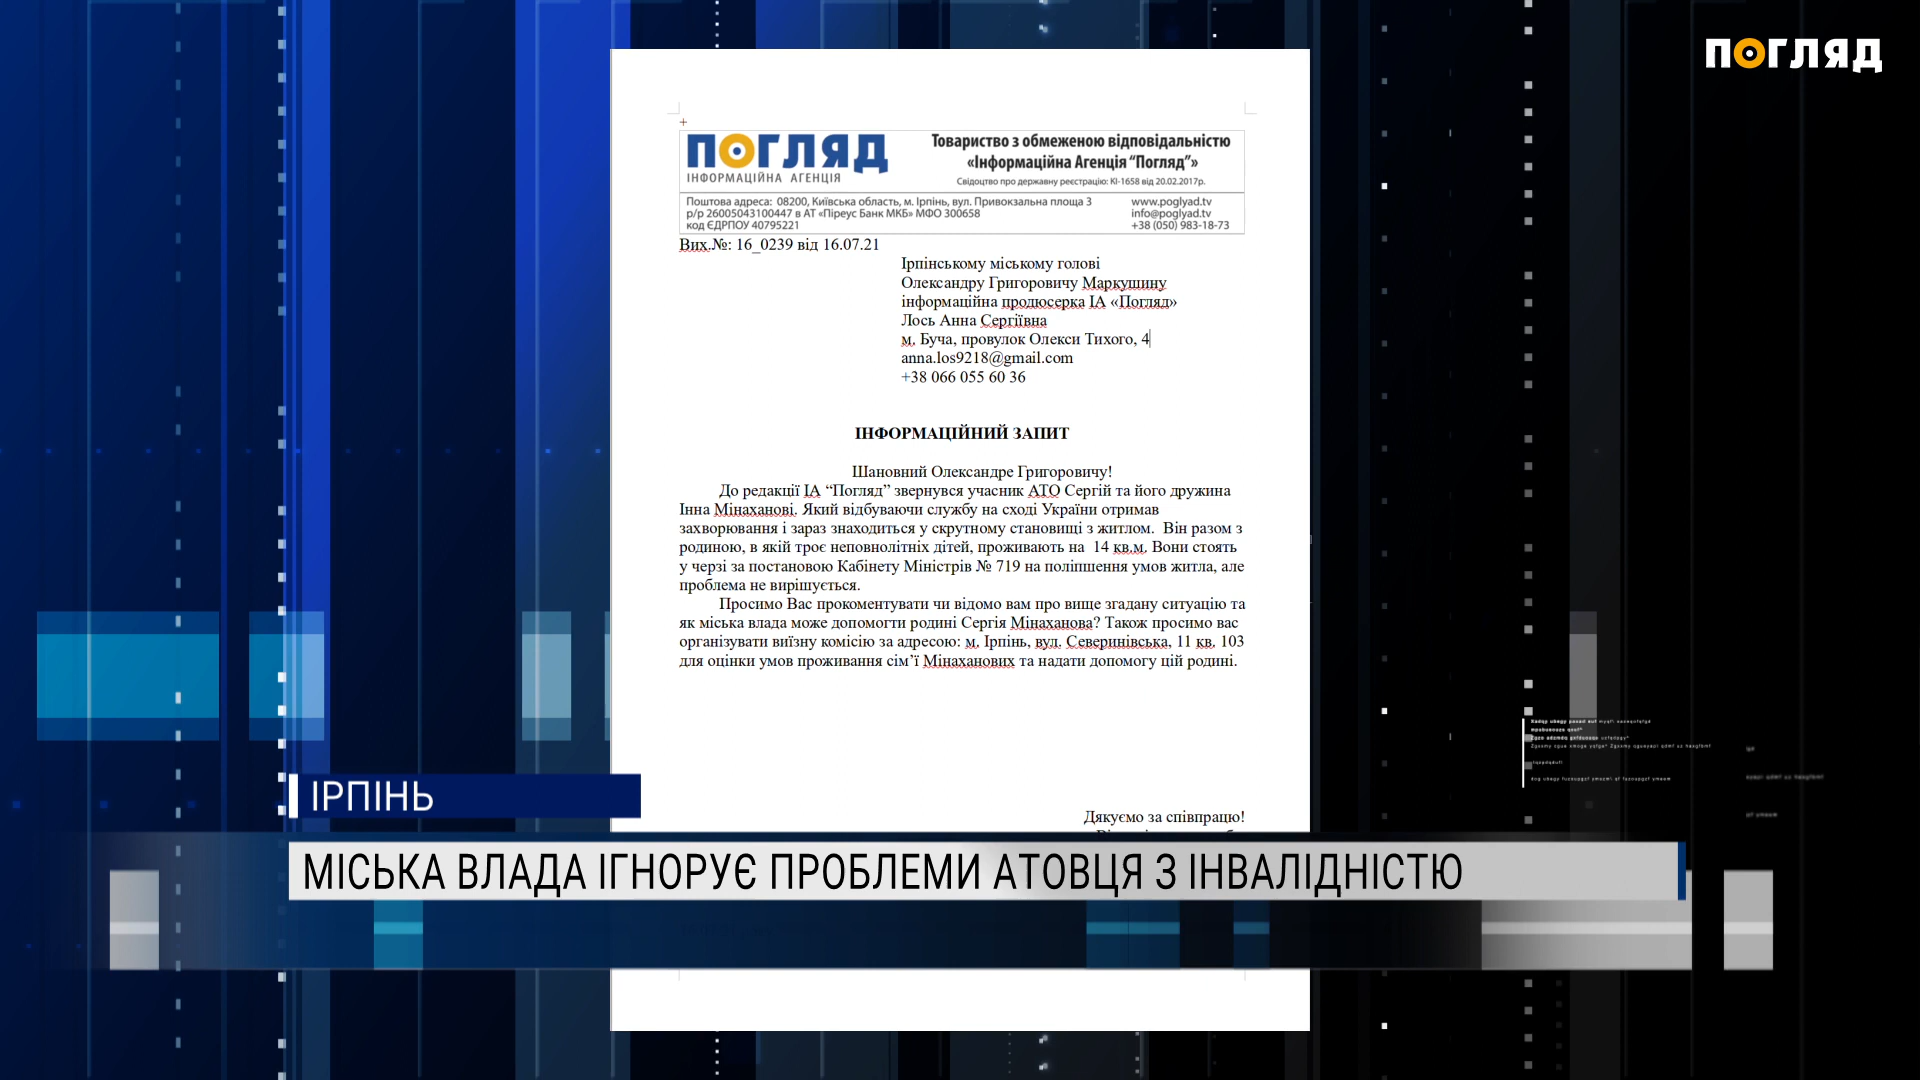 ПОГЛЯД
+
ПОГЛЯД
ІНФОРМАЦІЙНА АГЕНЦІЯ
Товариство з обмеженою відповідальністю
«Інформаційна Агенція “Погляд”»
Свідоцтво про державну реєстрацію: КІ-1658 від 20.02.2017р.
Поштова адреса: 08200, Київська область, м. Ірпінь, вул. Привокзальна площа 3
р/р 26005043100447 в АТ «Піреус Банк МКБ» МФО 300658
код ЄДРПОУ 40795221
www.poglyad.tv
info@poglyad.tv
+38 (050) 983-18-73
Вих.№: 16_0239 від 16.07.21
Ірпінському міському голові
Олександру Григоровичу Маркушину
інформаційна продюсерка ІА «Погляд»
Лось Анна Сергіївна
м. Буча, провулок Олекси Тихого, 4
anna.los9218@gmail.com
+38 066 055 60 36
ІНФОРМАЦІЙНИЙ ЗАПИТ
Шановний Олександре Григоровичу!
До редакції ІА “Погляд” звернувся учасник АТО Сергій та його дружина
Інна Мінаханові. Який відбуваючи службу на сході України отримав
захворювання і зараз знаходиться у скрутному становищі з житлом. Він разом з
родиною, в якій троє неповнолітніх дітей, проживають на 14 кв.м. Вони стоять
у черзі за постановою Кабінету Міністрів № 719 на поліпшення умов житла, але
проблема не вирішується.
Просимо Вас прокоментувати чи відомо вам про вище згадану ситуацію та
як міська влада може допомогти родині Сергія Мінаханова? Також просимо вас
організувати виїзну комісію за адресою: м. Ірпінь, вул. Северинівська, 11 кв. 103
для оцінки умов проживання сім’ї Мінаханових та надати допомогу цій родині.
Дякуємо за співпрацю!
ІРПІНЬ
МІСЬКА ВЛАДА ІГНОРУЄ ПРОБЛЕМИ АТОВЦЯ З ІНВАЛІДНІСТЮ